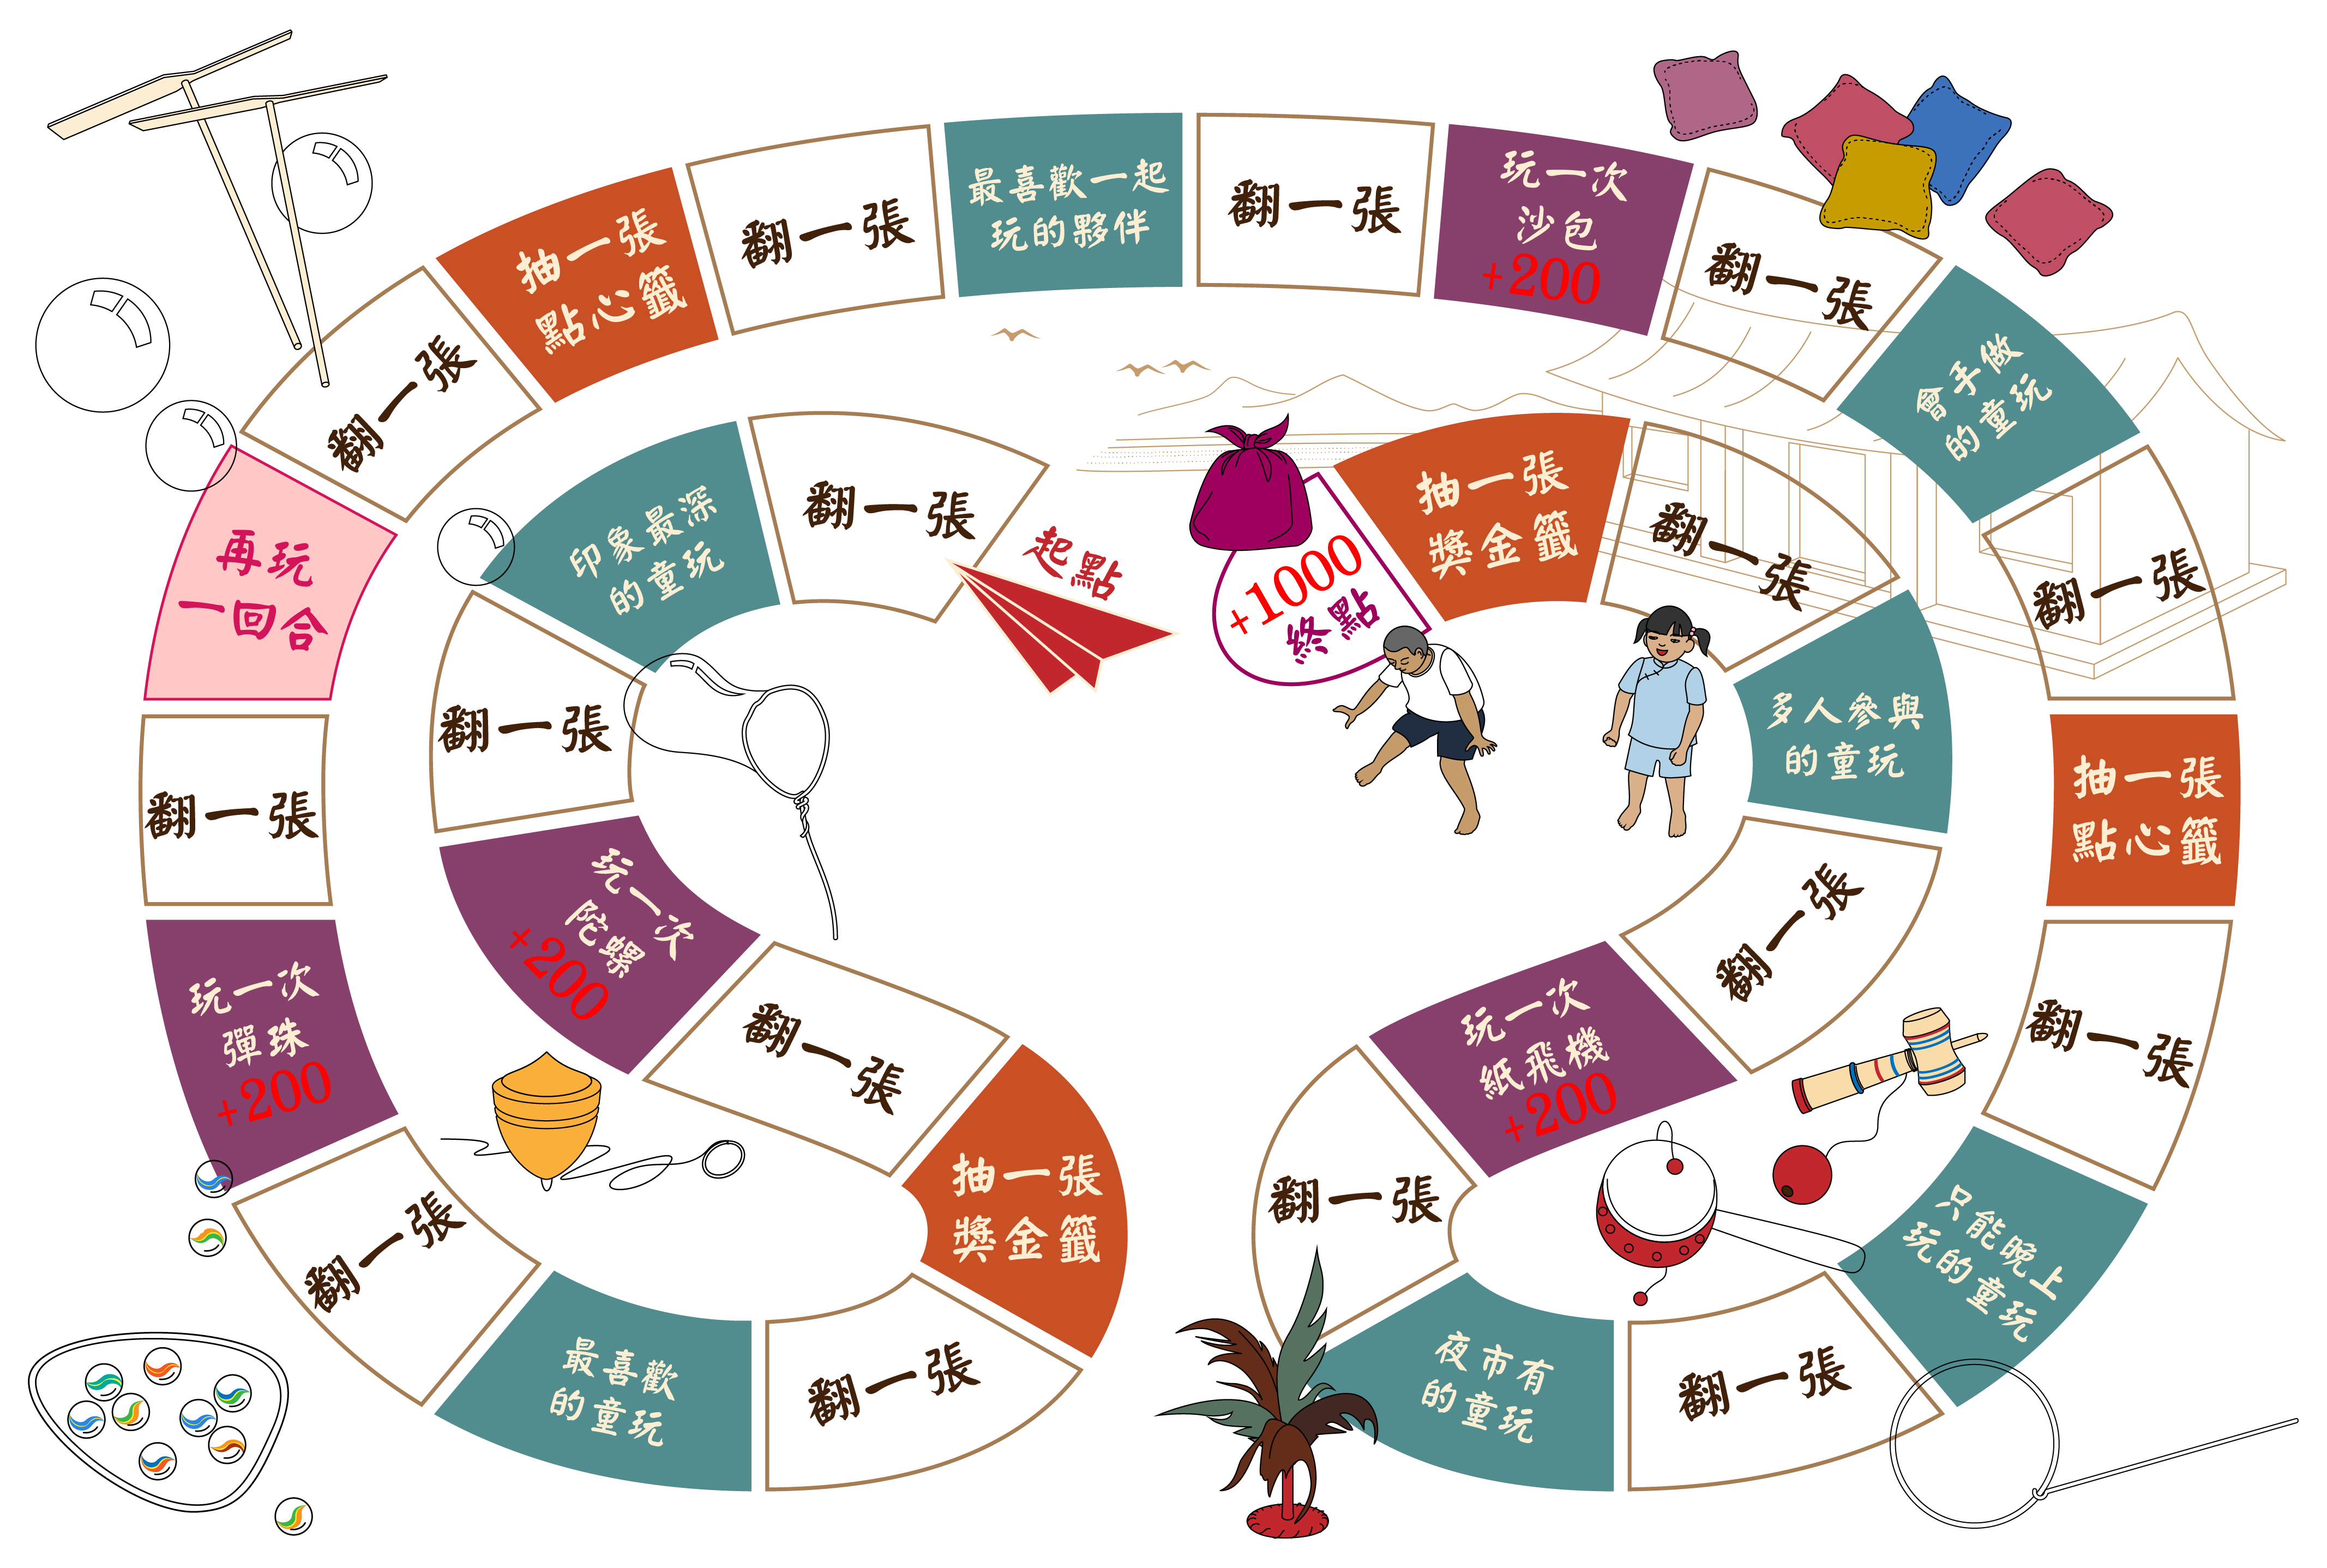 起點
翻一張
印象最深
的童玩
翻一張
玩一次
陀螺
+200
翻一張
抽一張
獎金籤
翻一張
最喜歡
的童玩
翻一張
玩一次
彈珠
+200
翻一張
再玩
一回合
翻一張
抽一張
點心籤
翻一張
最喜歡一起
玩的夥伴
翻一張
玩一次
沙包
+200
翻一張
會手做
的童玩
翻一張
抽一張
點心籤
翻一張
只能晚上
玩的童玩
翻一張
夜市有
的童玩
翻一張
玩一次
紙飛機
+200
翻一張
多人參與
的童玩
翻一張
抽一張
獎金籤
+1000
終點